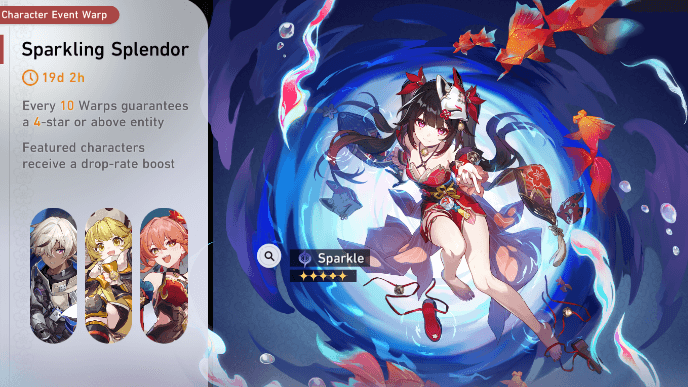 Character Event Warp
Sparkling Splendor
19d 2h
Every 10 Warps guarantees
a 4-star or above entity
Featured characters
receive a drop-rate boost
Sparkle